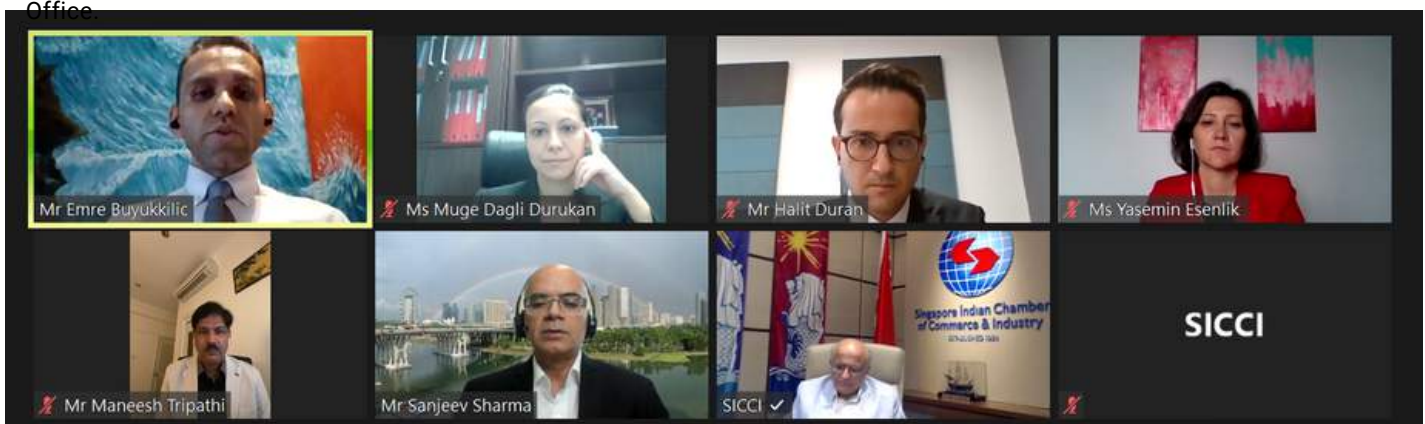 Office.
Mr Emre Buyukkilic
Ms Muge Dagli Durukan
Mr Halit Duran
Ms Yasemin Esenlik
Singapore Indian Chamber
of Commerce & Industry
SICCI
Mr Maneesh Tripathi
Mr Sanjeev Sharma
SICCI